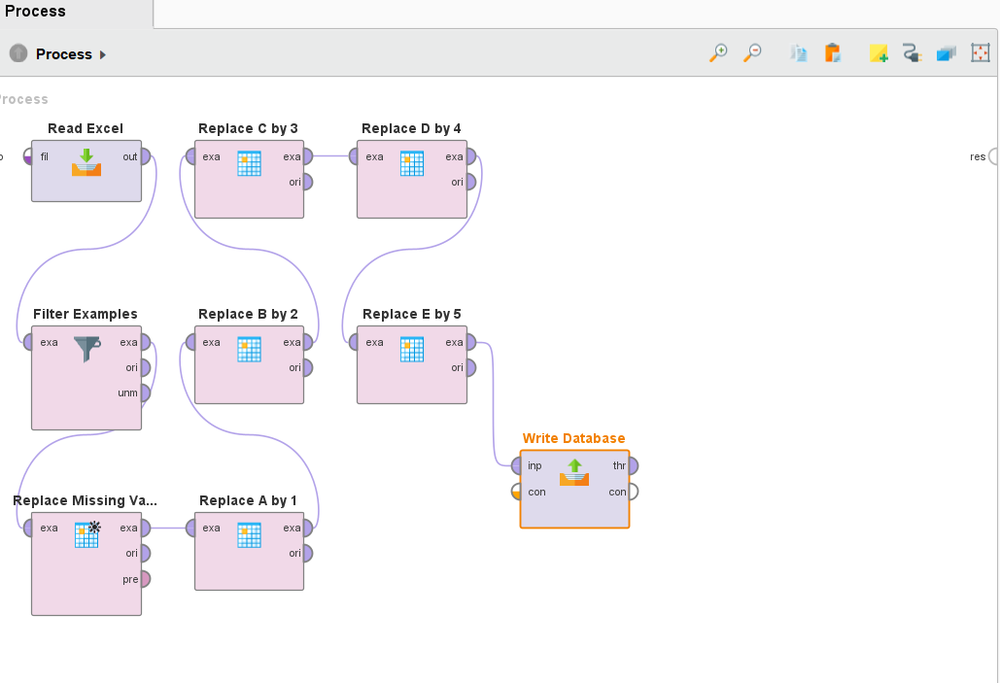 Process
Process
Process
Read Excel
Replace C by 3
Replace D by 4
fil
out
exa
exa
ori
exa
exa
ori
res
Filter Examples
Replace B by 2
Replace E by 5
exa
exa
ori
unm
exa
exa
ori
exa
exa
ori
Write Database
inp
thr
con
con
Replace Missing Va...
Replace A by 1
exa
exa
ori
pre
exa
exa
ori